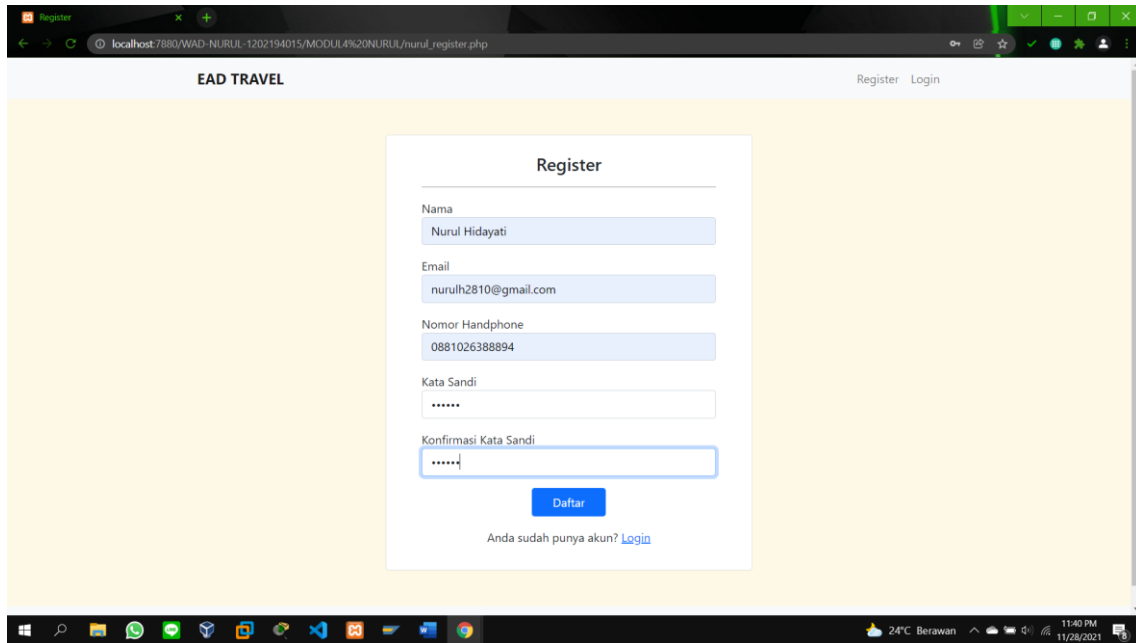 Register
localhost:7880/WAD-NURUL-1202194015/MODUL4%20NURUL/nurul_register.php
EAD TRAVEL
Register Login
Register
Nama
Nurul Hidayati
Email
nurulh2810@gmail.com
Nomor Handphone
0881026388894
Kata Sandi
••••••
Konfirmasi Kata Sandi
••••••
Daftar
Anda sudah punya akun? Login
24°C Berawan
11:40 PM
11/28/2021